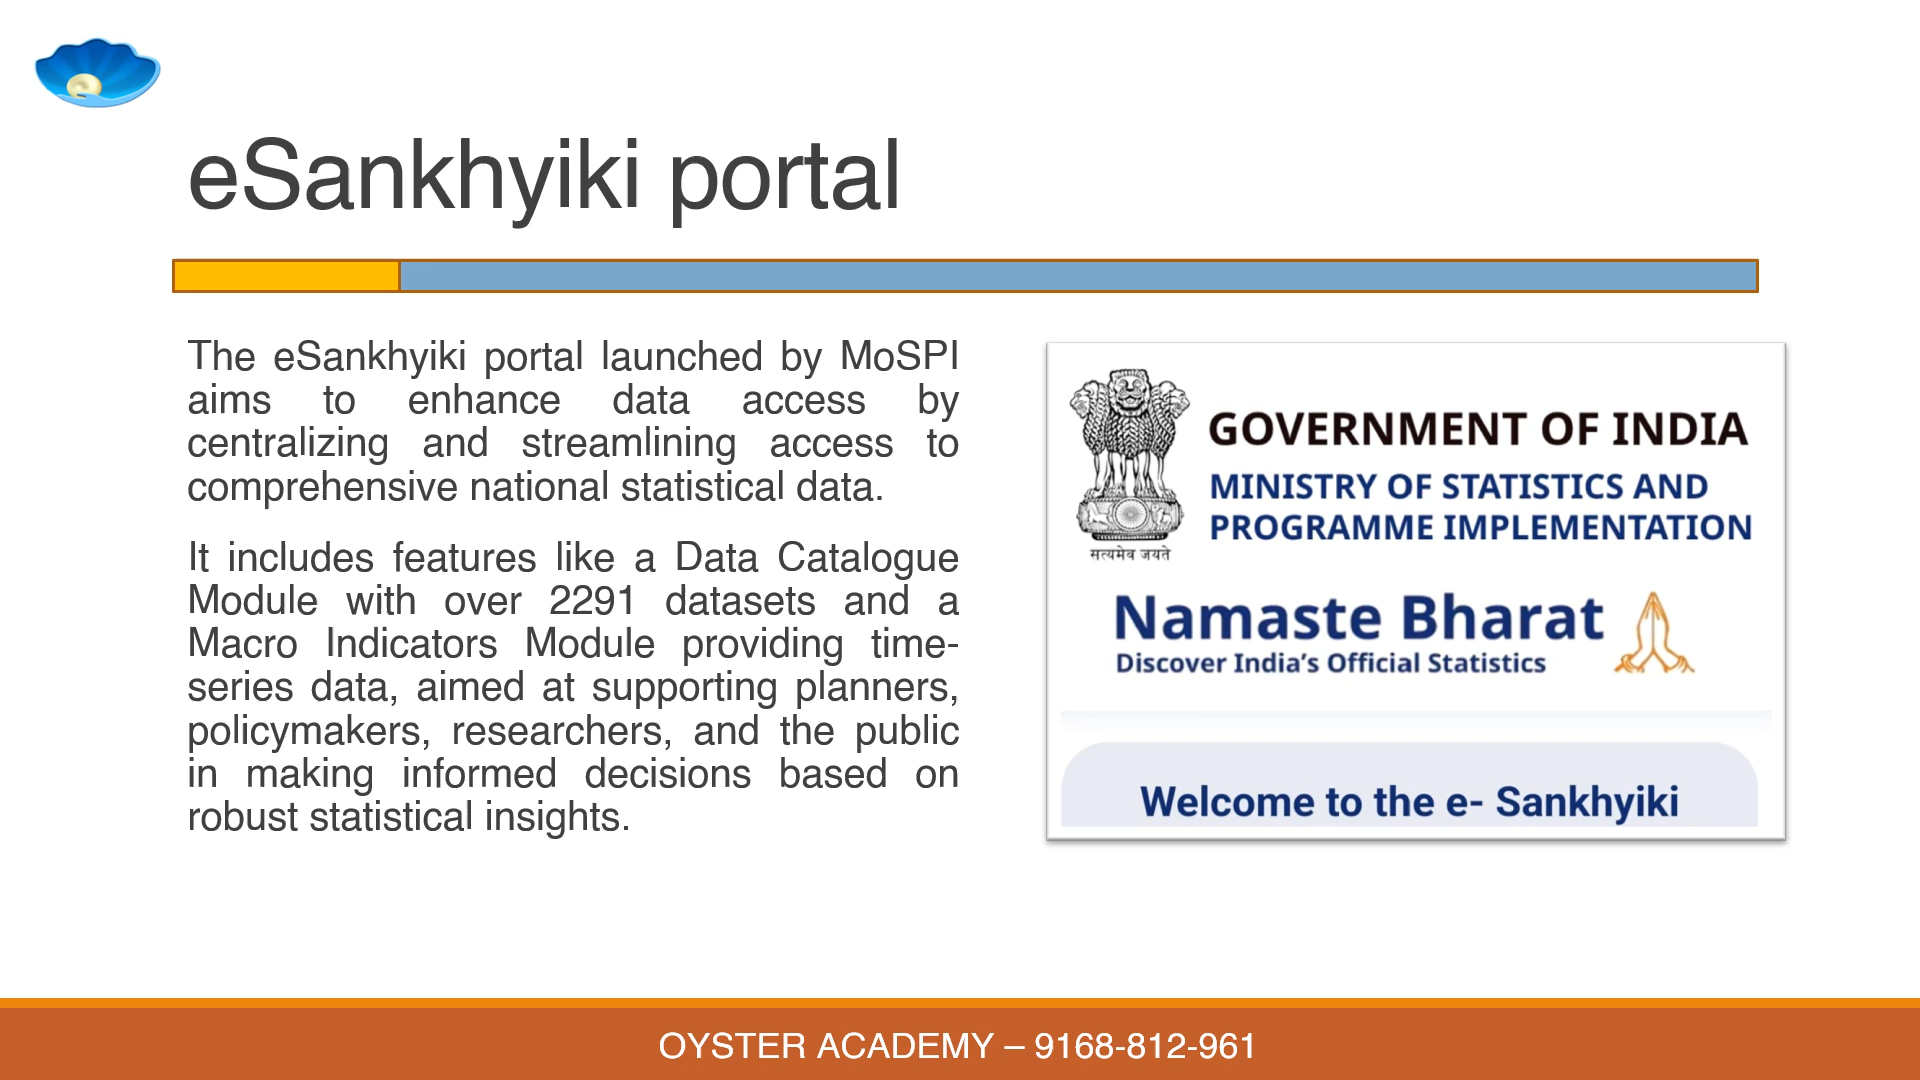 eSankhyiki portal
The eSankhyiki portal launched by MoSPI
aims to enhance data access by
centralizing and streamlining access to
comprehensive national statistical data.
It includes features like a Data Catalogue
Module with over 2291 datasets and a
Macro Indicators Module providing time-
series data, aimed at supporting planners,
policymakers, researchers, and the public
in making informed decisions based on
robust statistical insights.
सत्यमेव जयते
GOVERNMENT OF INDIA
MINISTRY OF STATISTICS AND
PROGRAMME IMPLEMENTATION
Namaste Bharat
Discover India’s Official Statistics
Welcome to the e- Sankhyiki
OYSTER ACADEMY – 9168-812-961